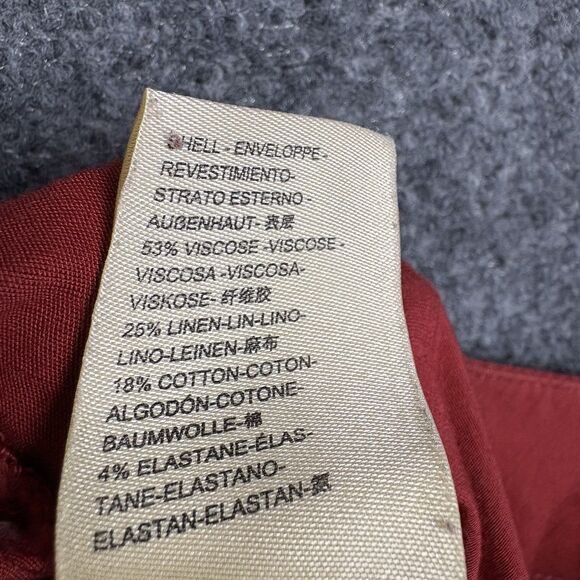 SHELL - ENVELOPPE -
REVESTIMIENTO-
STRATO ESTERNO -
AUßENHAUT- 表层
53% VISCOSE -VISCOSE -
VISCOSA -VISCOSA-
VISKOSE- 纤维胶
25% LINEN-LIN-LINO-
LINO-LEINEN-麻布
18% COTTON-COTON-
ALGODÓN-COTONE-
BAUMWOLLE-棉
4% ELASTANE-ÉLAS-
TANE-ELASTANO-
ELASTAN-ELASTAN-氨